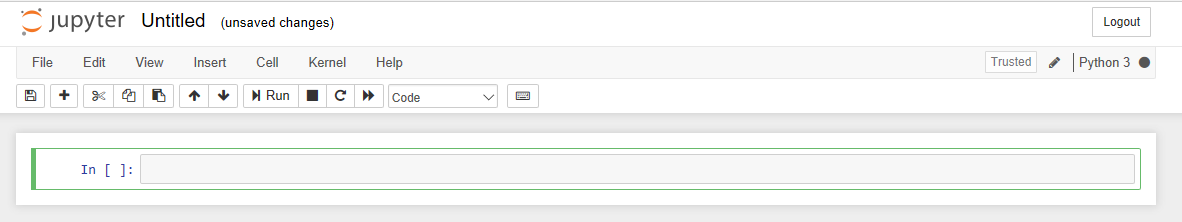 jupyter Untitled (unsaved changes) Logout
File Edit View Insert Cell Kernel Help Trusted Python 3
Run Code
In [ ]: